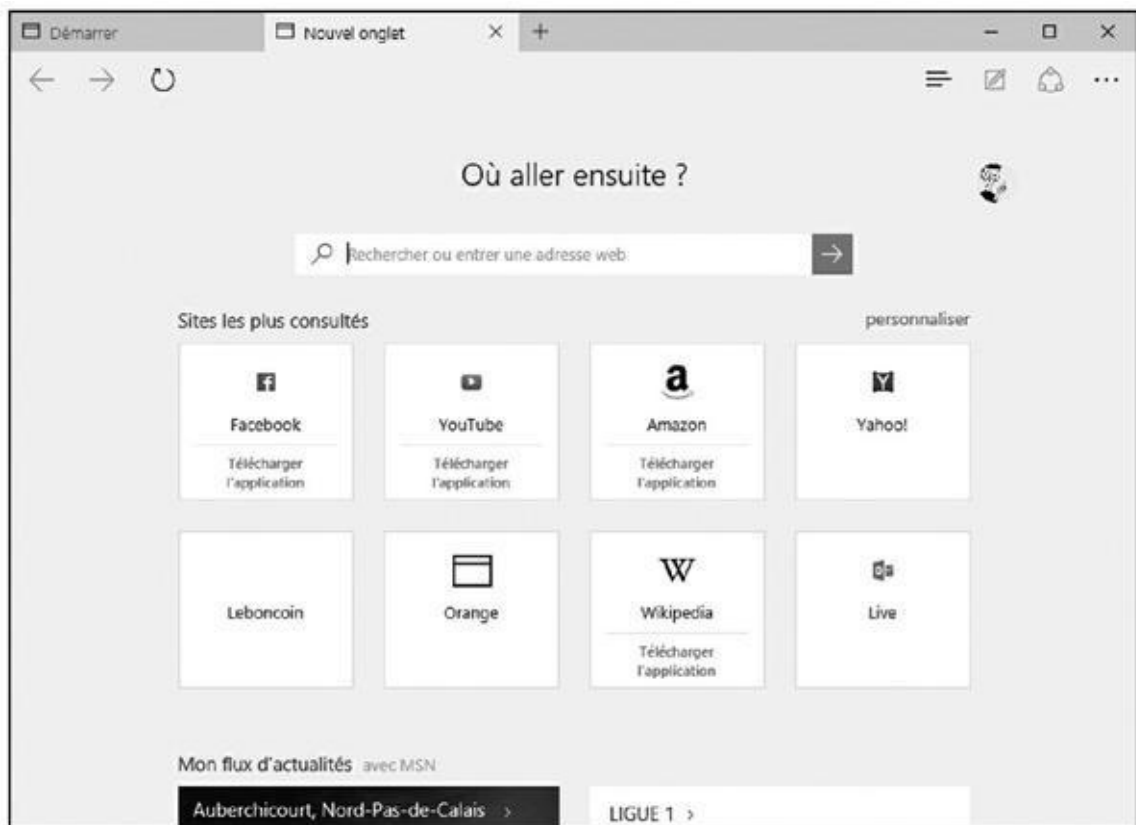 Démarrer
Nouvel onglet
Où aller ensuite ?
Rechercher ou entrer une adresse web
Sites les plus consultés
personnaliser
Facebook
Télécharger
l'application
YouTube
Télécharger
l'application
Amazon
Télécharger
l'application
Yahoo!
Leboncoin
Orange
Wikipedia
Télécharger
l'application
Live
Mon flux d'actualités avec MSN
Auberchicourt, Nord-Pas-de-Calais >
LIGUE 1 >